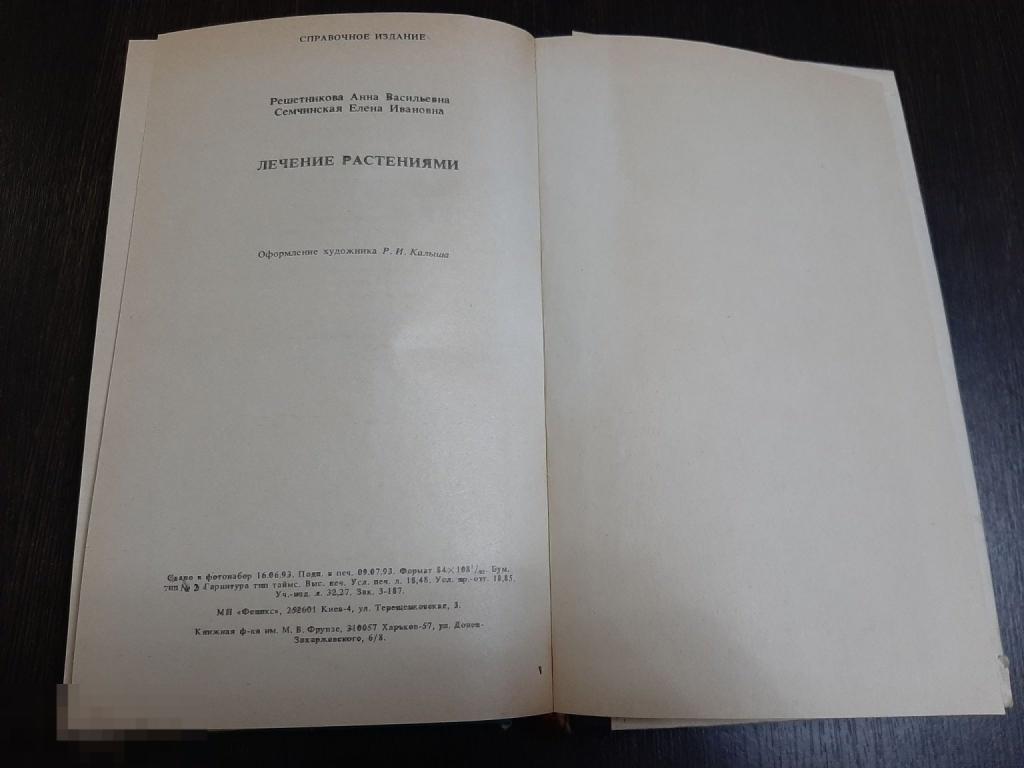 СПРАВОЧНОЕ ИЗДАНИЕ
Решетникова Анна Васильевна
Семчинская Елена Ивановна
ЛЕЧЕНИЕ РАСТЕНИЯМИ
Оформление художника Р. И. Калыша
Сдано в фотонабор 16.06.93. Подп. в печ. 09.07.93. Формат 84×108¹/₃₂. Бум.
тип № 2 Гарнитура тип таймс. Выс. печ. Усл. печ. л. 18,48. Усл. кр.-отт. 18,85.
Уч.-изд. л. 32,27. Зак. 3-187.
МП «Феникс», 252601 Киев-4, ул. Терещенковская, 3.
Книжная ф-ка им. М. В. Фрунзе, 310057 Харьков-57, ул. Донец-
Захаржевского, 6/8.